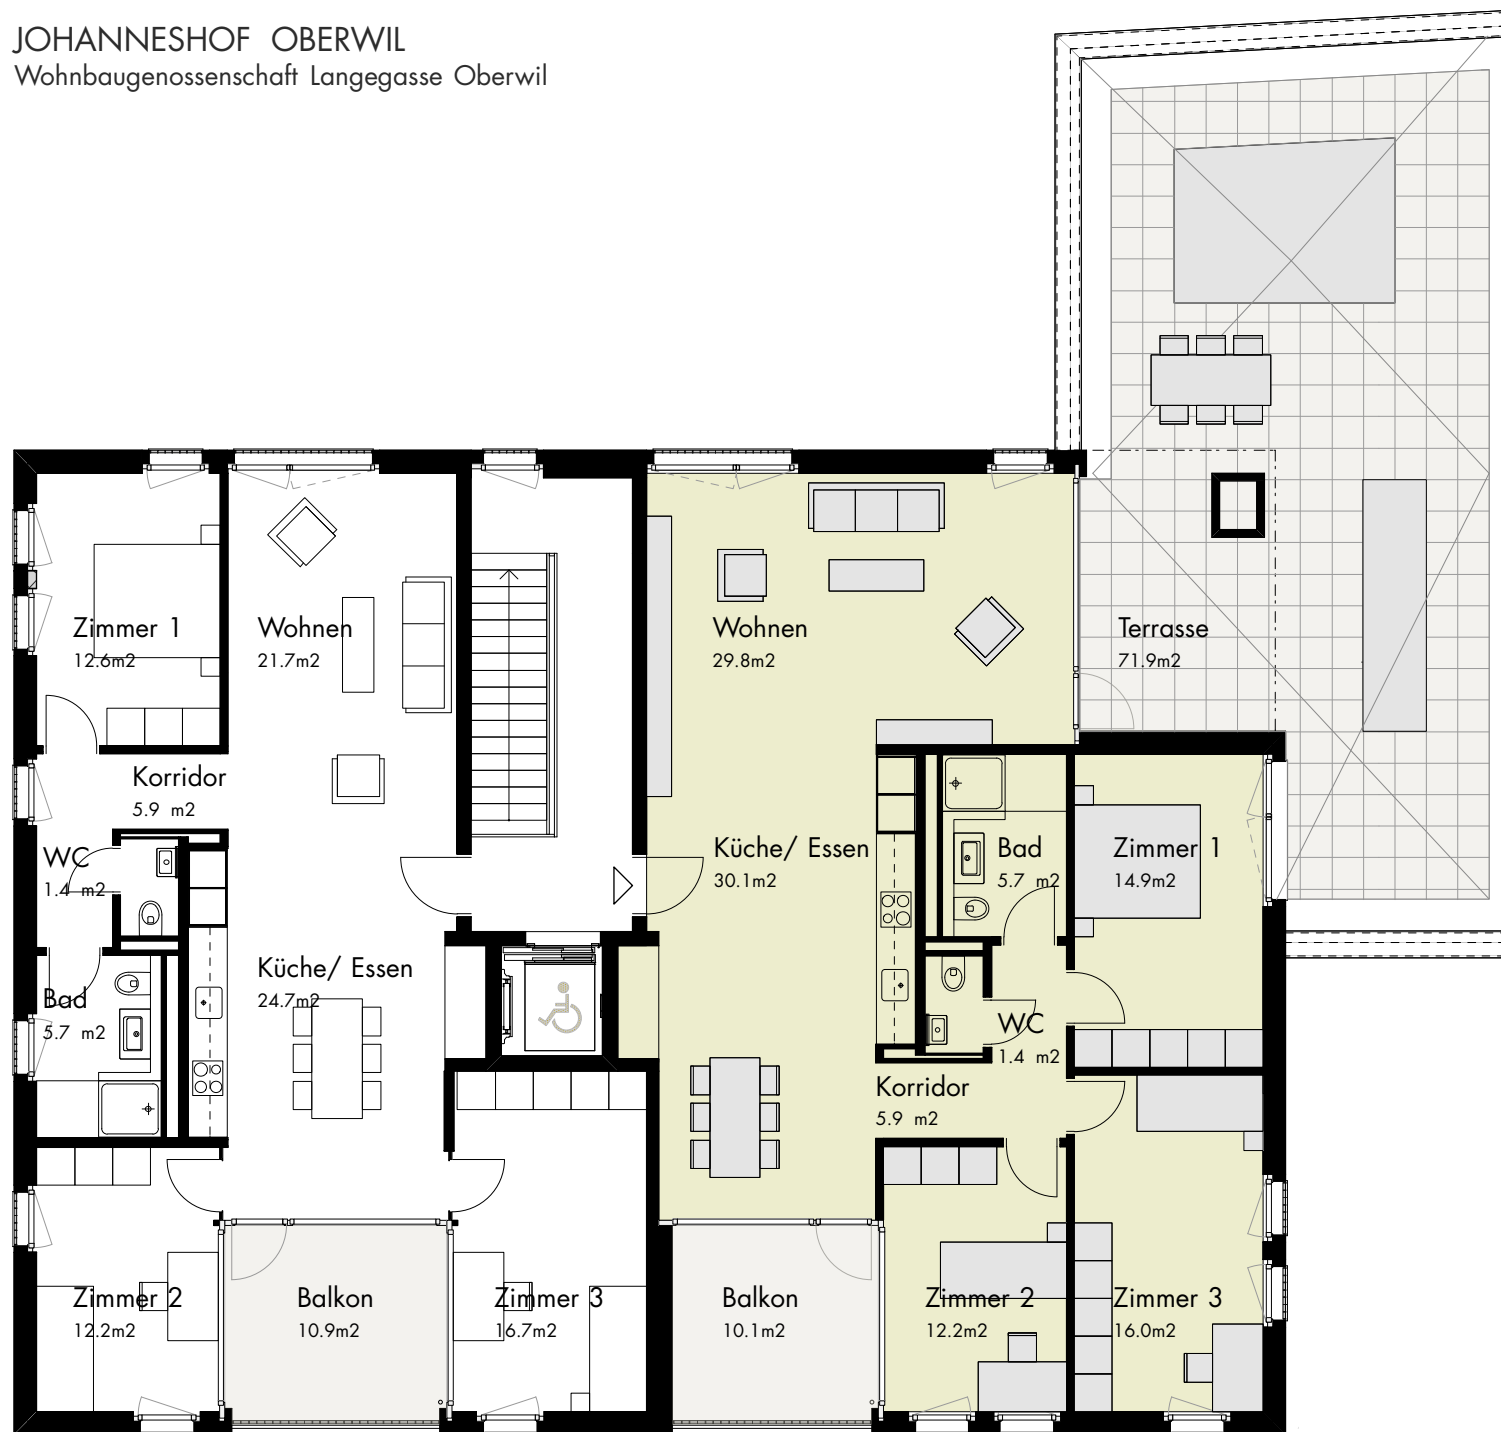 JOHANNESHOF OBERWIL
Wohnbaugenossenschaft Langegasse Oberwil
Zimmer 1
12.6m2
Wohnen
21.7m2
Wohnen
29.8m2
Terrasse
71.9m2
Korridor
5.9 m2
WC
1.4 m2
Küche/ Essen
30.1m2
Bad
5.7 m2
Zimmer 1
14.9m2
Küche/ Essen
24.7m2
Bad
5.7 m2
WC
1.4 m2
Korridor
5.9 m2
Zimmer 2
12.2m2
Balkon
10.9m2
Zimmer 3
16.7m2
Balkon
10.1m2
Zimmer 2
12.2m2
Zimmer 3
16.0m2